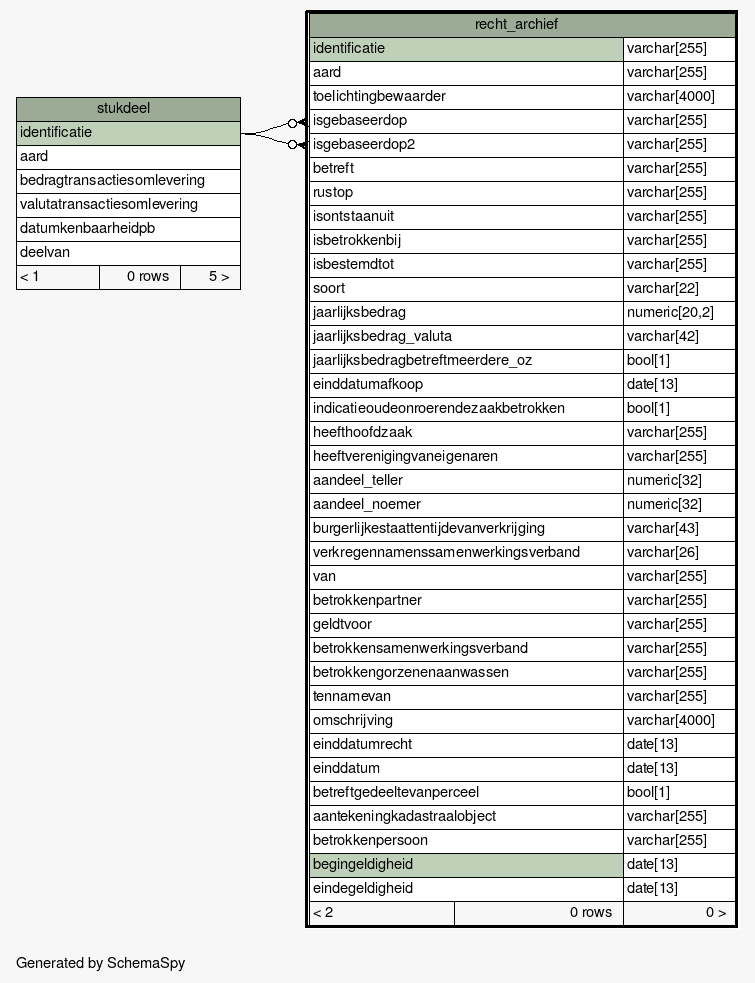 stukdeel
identificatie
aard
bedragtransactiesomlevering
valutatransactiesomlevering
datumkenbaarheidpb
deelvan
< 1 0 rows 5 >
recht_archief
identificatie varchar[255]
aard varchar[255]
toelichtingbewaarder varchar[4000]
isgebaseerdop varchar[255]
isgebaseerdop2 varchar[255]
betreft varchar[255]
rustop varchar[255]
isontstaanuit varchar[255]
isbetrokkenbij varchar[255]
isbestemdtot varchar[255]
soort varchar[22]
jaarlijksbedrag numeric[20,2]
jaarlijksbedrag_valuta varchar[42]
jaarlijksbedragbetreftmeerdere_oz bool[1]
einddatumafkoop date[13]
indicatieoudeonroerendezaakbetrokken bool[1]
heefthoofdzaak varchar[255]
heeftverenigingvaneigenaren varchar[255]
aandeel_teller numeric[32]
aandeel_noemer numeric[32]
burgerlijkestaattentijdevanverkrijging varchar[43]
verkregennamenssamenwerkingsverband varchar[26]
van varchar[255]
betrokkenpartner varchar[255]
geldtvoor varchar[255]
betrokkensamenwerkingsverband varchar[255]
betrokkengorzenenaanwassen varchar[255]
tennamevan varchar[255]
omschrijving varchar[4000]
einddatumrecht date[13]
einddatum date[13]
betreftgedeeltevanperceel bool[1]
aantekeningkadastraalobject varchar[255]
betrokkenpersoon varchar[255]
begingeldigheid date[13]
eindegeldigheid date[13]
< 2 0 rows 0 >
Generated by SchemaSpy